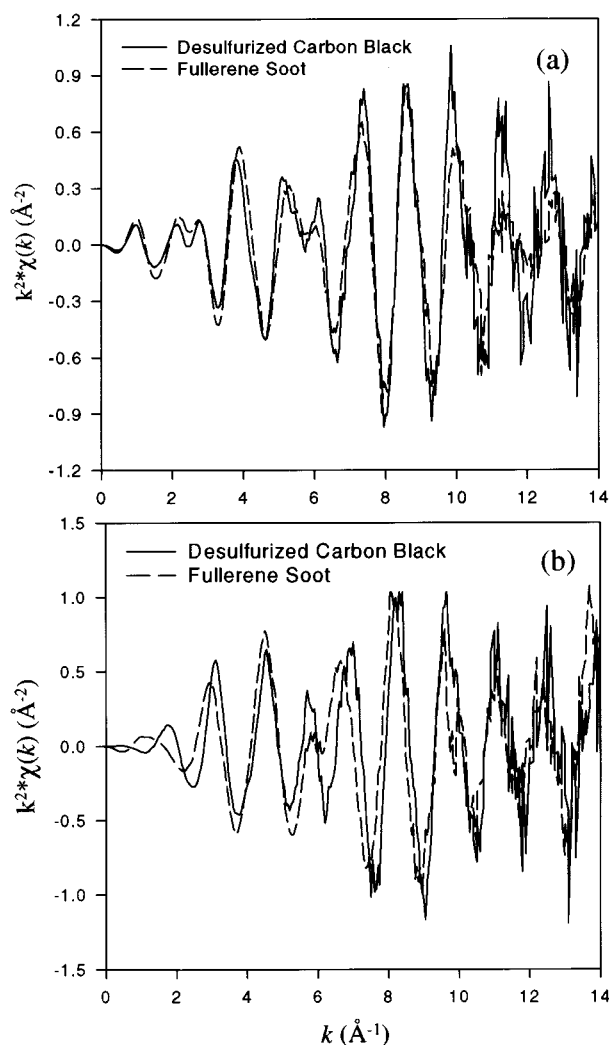 1.2
Desulfurized Carbon Black
Fullerene Soot
(a)
0.9
0.6
0.3
0.0
-0.3
-0.6
-0.9
-1.2
k²*χ(k) (Å⁻²)
0 2 4 6 8 10 12 14
1.5
Desulfurized Carbon Black
Fullerene Soot
(b)
1.0
0.5
0.0
-0.5
-1.0
-1.5
k²*χ(k) (Å⁻²)
0 2 4 6 8 10 12 14
k (Å⁻¹)